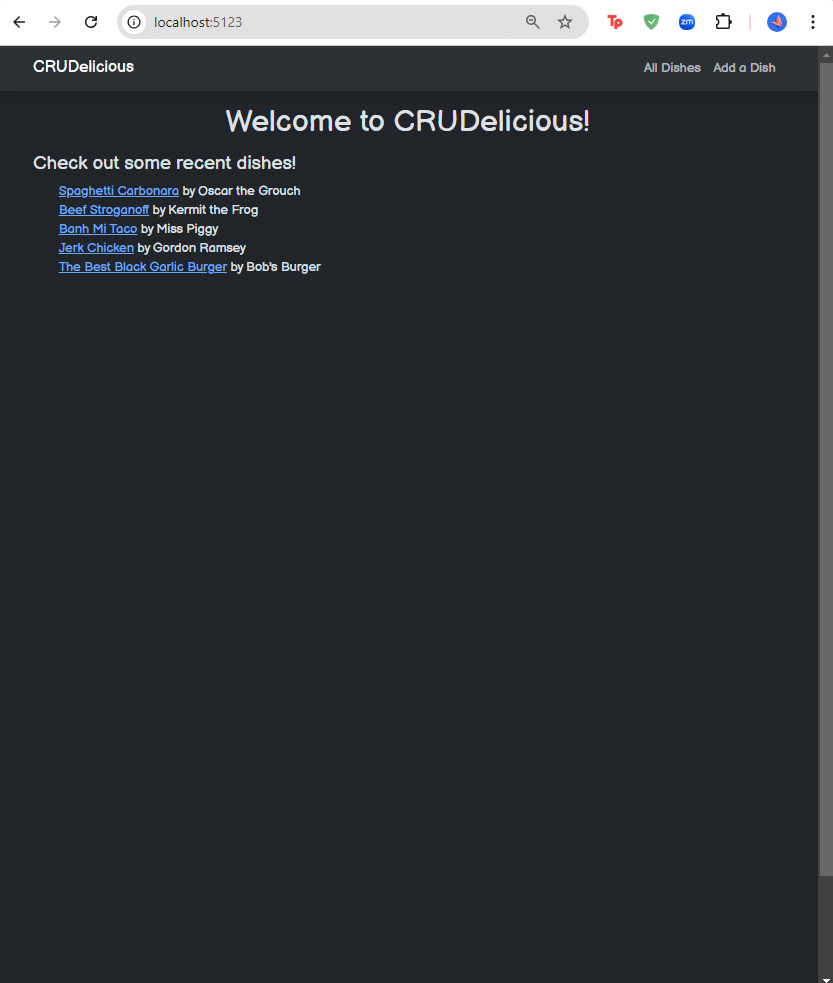 localhost:5123
Tp
zm
CRUDelicious
All Dishes Add a Dish
Welcome to CRUDelicious!
Check out some recent dishes!
Spaghetti Carbonara by Oscar the Grouch
Beef Stroganoff by Kermit the Frog
Banh Mi Taco by Miss Piggy
Jerk Chicken by Gordon Ramsey
The Best Black Garlic Burger by Bob's Burger